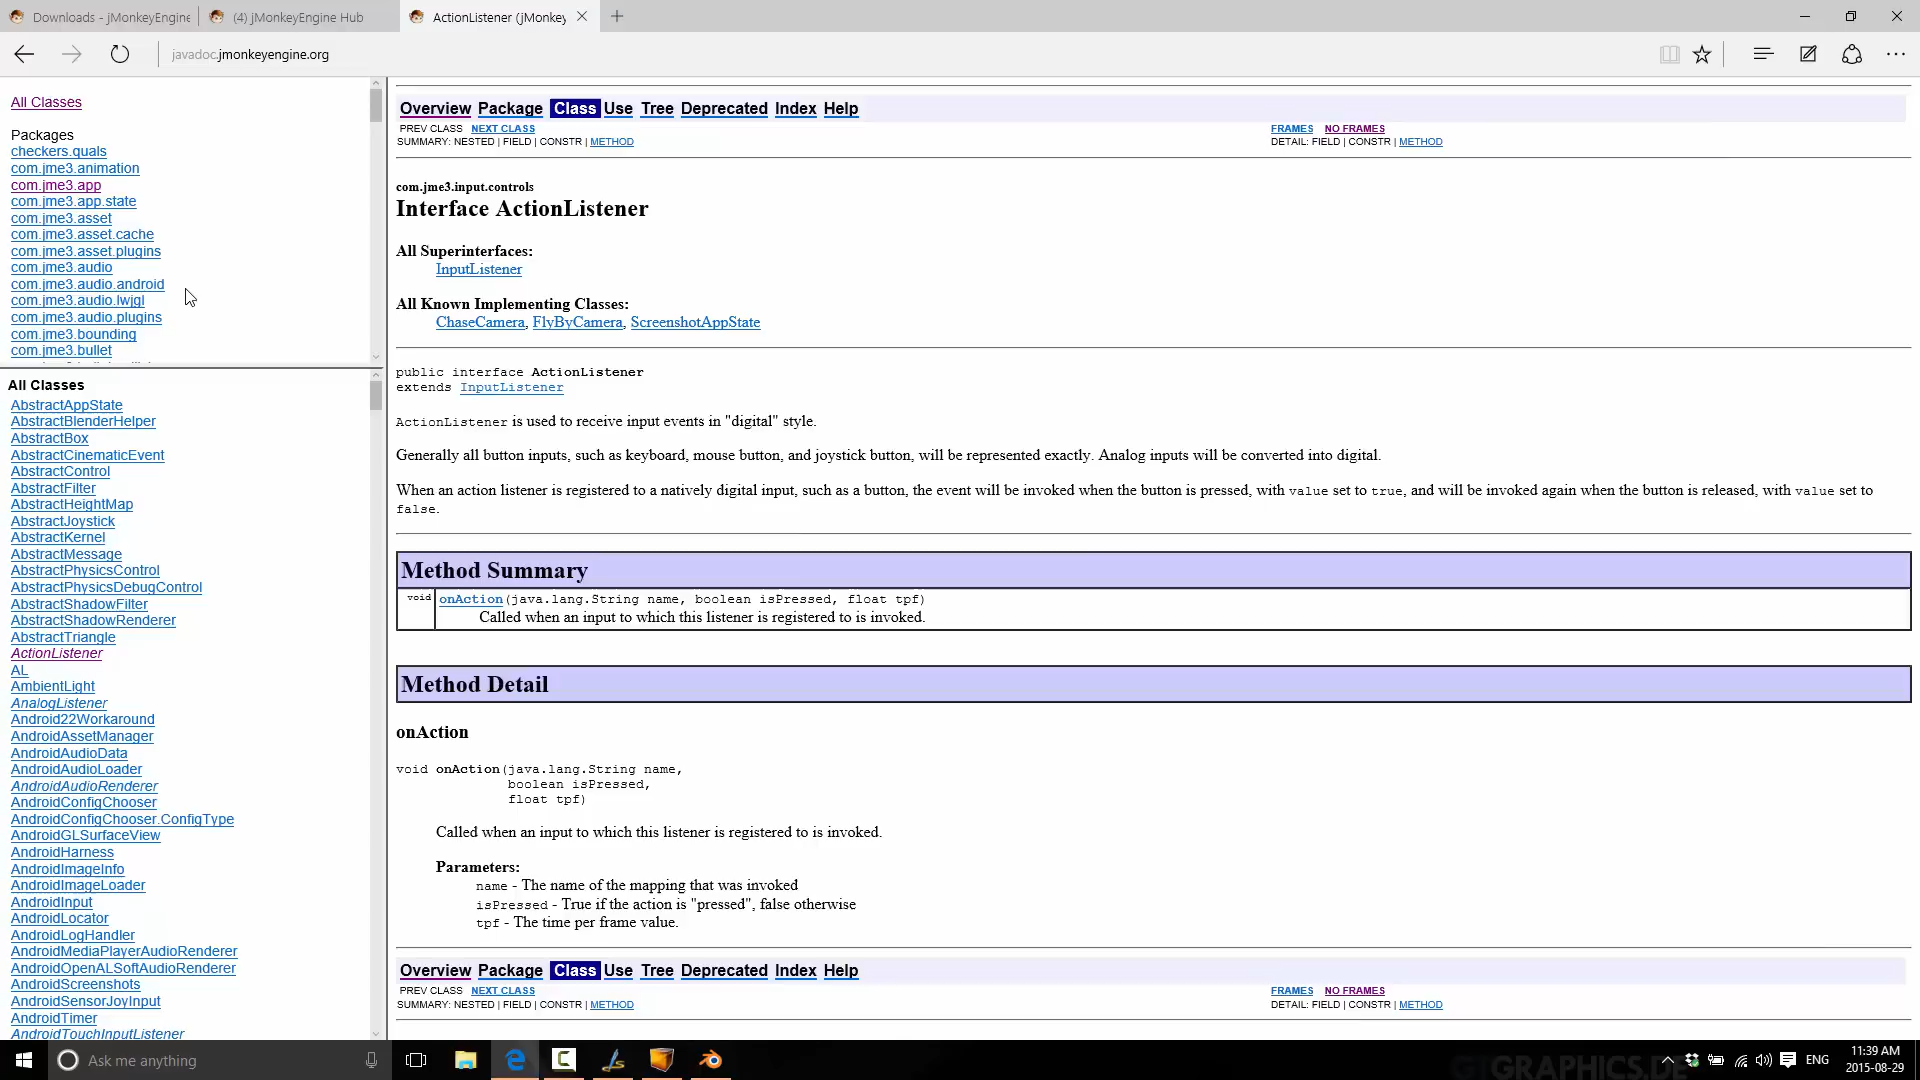 Downloads - jMonkeyEngine
(4) jMonkeyEngine Hub
ActionListener (jMonkey
javadoc.jmonkeyengine.org
All Classes
Packages
checkers.quals
com.jme3.animation
com.jme3.app
com.jme3.app.state
com.jme3.asset
com.jme3.asset.cache
com.jme3.asset.plugins
com.jme3.audio
com.jme3.audio.android
com.jme3.audio.lwjgl
com.jme3.audio.plugins
com.jme3.bounding
com.jme3.bullet
All Classes
AbstractAppState
AbstractBlenderHelper
AbstractBox
AbstractCinematicEvent
AbstractControl
AbstractFilter
AbstractHeightMap
AbstractJoystick
AbstractKernel
AbstractMessage
AbstractPhysicsControl
AbstractPhysicsDebugControl
AbstractShadowFilter
AbstractShadowRenderer
AbstractTriangle
ActionListener
AL
AmbientLight
AnalogListener
Android22Workaround
AndroidAssetManager
AndroidAudioData
AndroidAudioLoader
AndroidAudioRenderer
AndroidConfigChooser
AndroidConfigChooser.ConfigType
AndroidGLSurfaceView
AndroidHarness
AndroidImageInfo
AndroidImageLoader
AndroidInput
AndroidLocator
AndroidLogHandler
AndroidMediaPlayerAudioRenderer
AndroidOpenALSoftAudioRenderer
AndroidScreenshots
AndroidSensorJoyInput
AndroidTimer
AndroidTouchInputListener
Overview Package Class Use Tree Deprecated Index Help
PREV CLASS NEXT CLASS
FRAMES NO FRAMES
SUMMARY: NESTED | FIELD | CONSTR | METHOD
DETAIL: FIELD | CONSTR | METHOD
com.jme3.input.controls
Interface ActionListener
All Superinterfaces:
InputListener
All Known Implementing Classes:
ChaseCamera, FlyByCamera, ScreenshotAppState
public interface ActionListener
extends InputListener
ActionListener is used to receive input events in "digital" style.
Generally all button inputs, such as keyboard, mouse button, and joystick button, will be represented exactly. Analog inputs will be converted into digital.
When an action listener is registered to a natively digital input, such as a button, the event will be invoked when the button is pressed, with value set to true, and will be invoked again when the button is released, with value set to
false.
Method Summary
void onAction(java.lang.String name, boolean isPressed, float tpf)
Called when an input to which this listener is registered to is invoked.
Method Detail
onAction
void onAction(java.lang.String name,
boolean isPressed,
float tpf)
Called when an input to which this listener is registered to is invoked.
Parameters:
name - The name of the mapping that was invoked
isPressed - True if the action is "pressed", false otherwise
tpf - The time per frame value.
Overview Package Class Use Tree Deprecated Index Help
PREV CLASS NEXT CLASS
FRAMES NO FRAMES
SUMMARY: NESTED | FIELD | CONSTR | METHOD
DETAIL: FIELD | CONSTR | METHOD
Ask me anything
GTGRAPHICS.DE
ENG
11:39 AM
2015-08-29